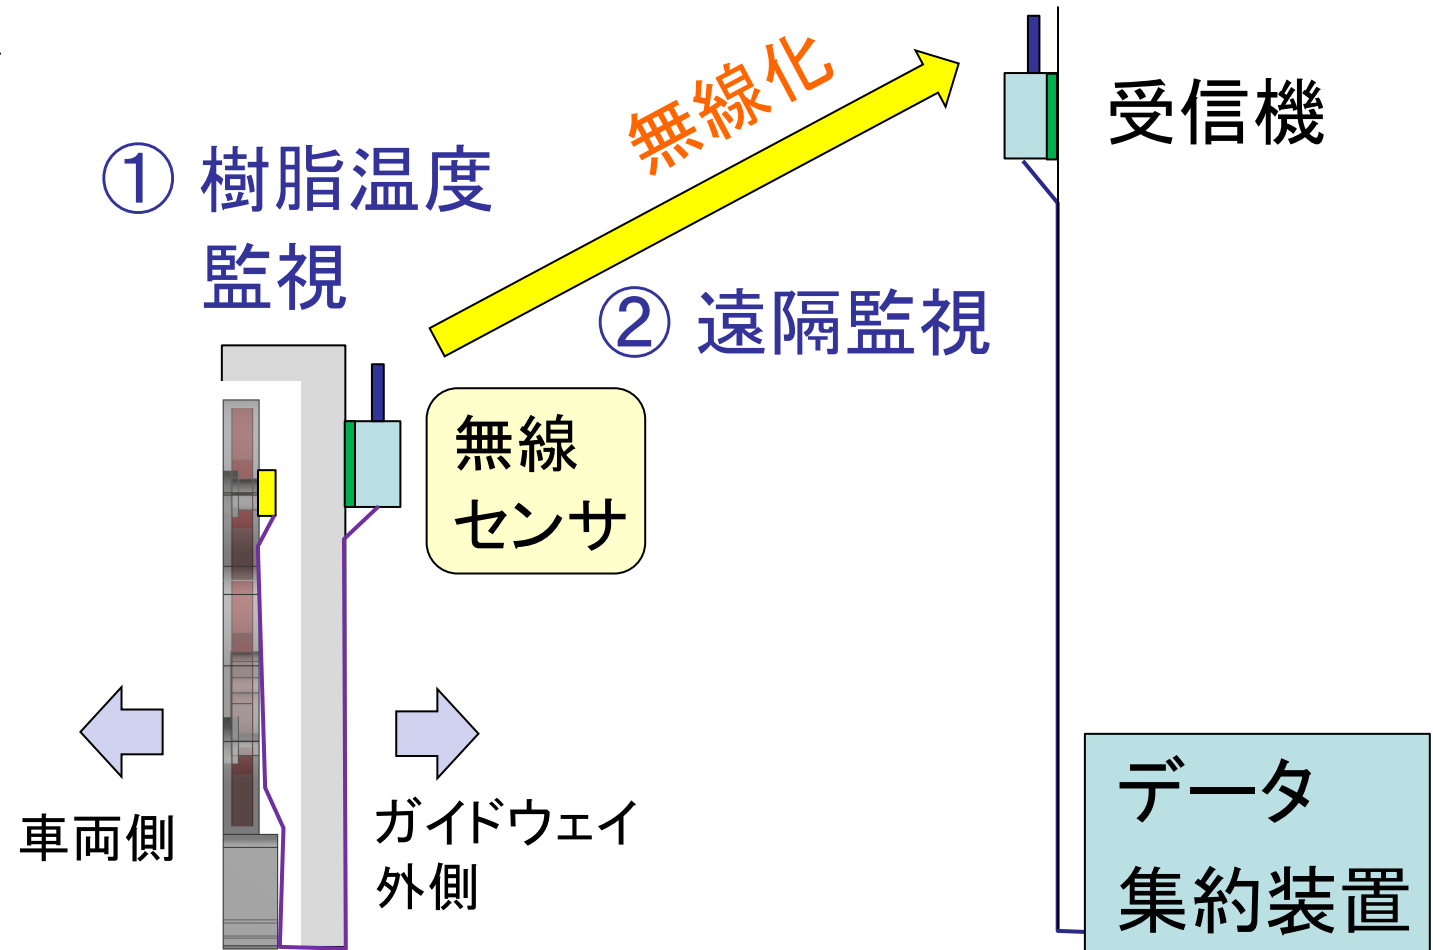 無線化
受信機
① 樹脂温度
監視
② 遠隔監視
無線
センサ
車両側
ガイドウェイ
外側
データ
集約装置